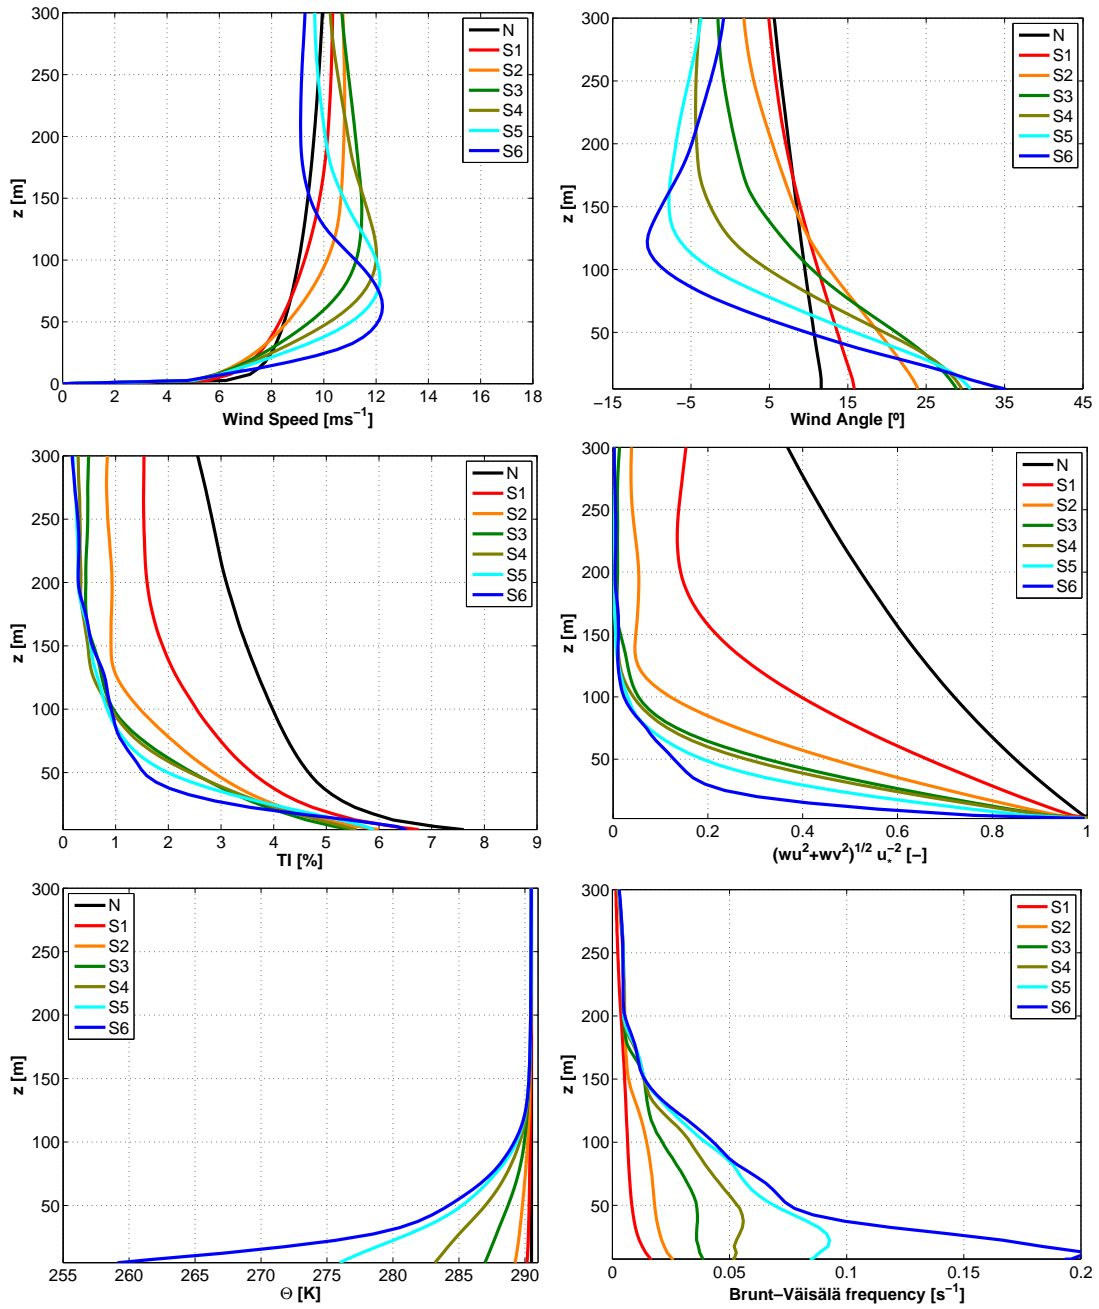 300
250
200
150
100
50
0
z [m]
0 2 4 6 8 10 12 14 16 18
Wind Speed [ms⁻¹]
N
S1
S2
S3
S4
S5
S6
300
250
200
150
100
50
z [m]
−15 −5 5 15 25 35 45
Wind Angle [º]
N
S1
S2
S3
S4
S5
S6
300
250
200
150
100
50
z [m]
0 1 2 3 4 5 6 7 8 9
TI [%]
N
S1
S2
S3
S4
S5
S6
300
250
200
150
100
50
z [m]
0 0.2 0.4 0.6 0.8 1
(wu²+wv²)^1/2 u_*^−2 [−]
N
S1
S2
S3
S4
S5
S6
300
250
200
150
100
50
z [m]
255 260 265 270 275 280 285 290
Θ [K]
N
S1
S2
S3
S4
S5
S6
300
250
200
150
100
50
z [m]
0 0.05 0.1 0.15 0.2
Brunt−Väisälä frequency [s⁻¹]
S1
S2
S3
S4
S5
S6